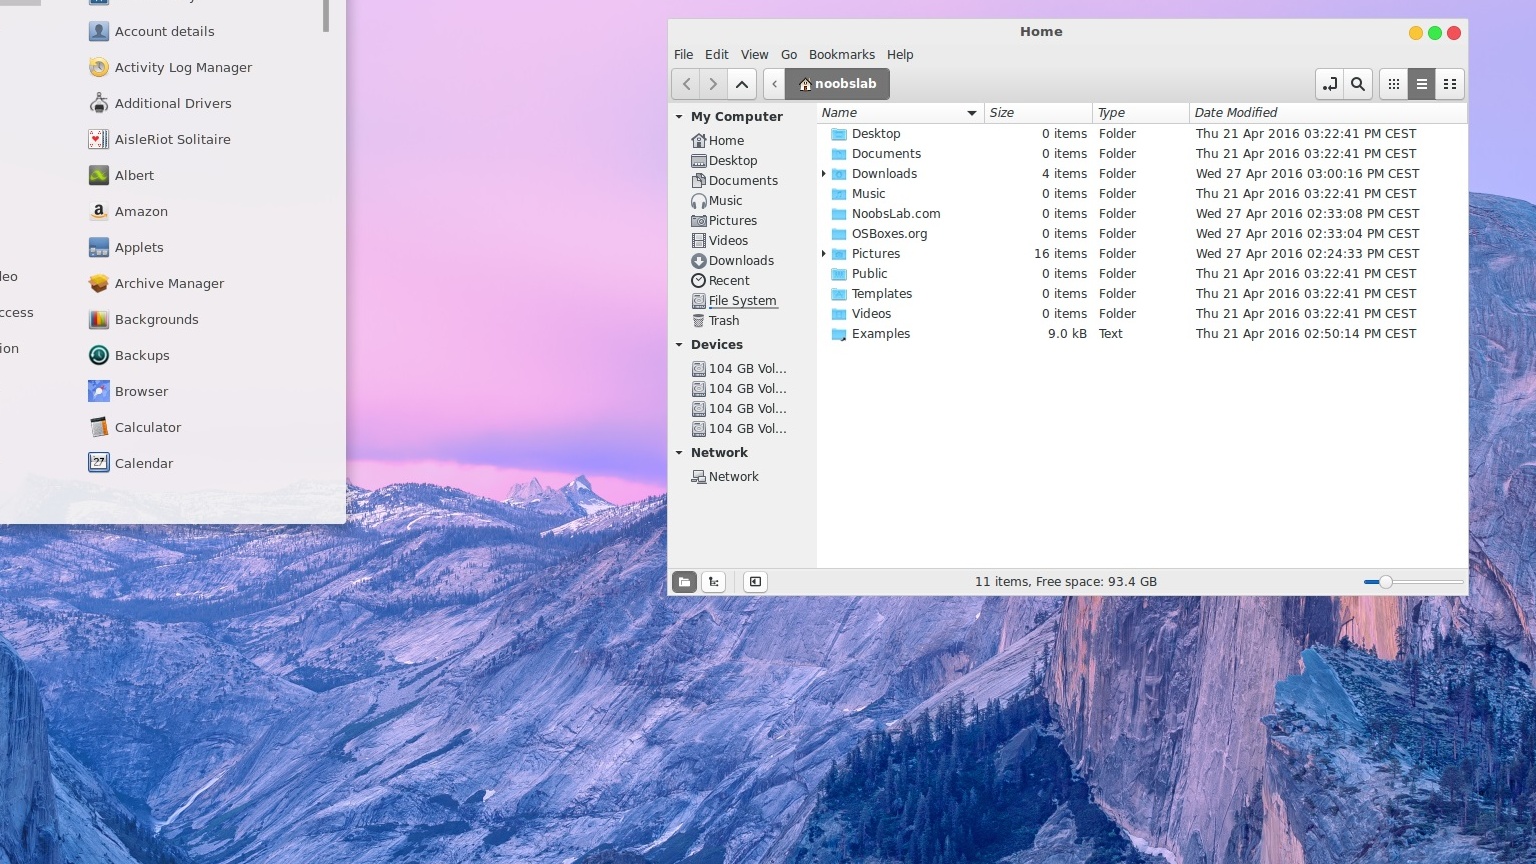 Account details
Activity Log Manager
Additional Drivers
AisleRiot Solitaire
Albert
Amazon
Applets
Archive Manager
Backgrounds
Backups
Browser
Calculator
27
Calendar
Home
File Edit View Go Bookmarks Help
noobslab
My Computer
Home
Desktop
Documents
Music
Pictures
Videos
Downloads
Recent
File System
Trash
Devices
104 GB Vol...
104 GB Vol...
104 GB Vol...
104 GB Vol...
Network
Network
Name Size Type Date Modified
Desktop 0 items Folder Thu 21 Apr 2016 03:22:41 PM CEST
Documents 0 items Folder Thu 21 Apr 2016 03:22:41 PM CEST
Downloads 4 items Folder Wed 27 Apr 2016 03:00:16 PM CEST
Music 0 items Folder Thu 21 Apr 2016 03:22:41 PM CEST
NoobsLab.com 0 items Folder Wed 27 Apr 2016 02:33:08 PM CEST
OSBoxes.org 0 items Folder Wed 27 Apr 2016 02:33:04 PM CEST
Pictures 16 items Folder Wed 27 Apr 2016 02:24:33 PM CEST
Public 0 items Folder Thu 21 Apr 2016 03:22:41 PM CEST
Templates 0 items Folder Thu 21 Apr 2016 03:22:41 PM CEST
Videos 0 items Folder Thu 21 Apr 2016 03:22:41 PM CEST
Examples 9.0 kB Text Thu 21 Apr 2016 02:50:14 PM CEST
11 items, Free space: 93.4 GB